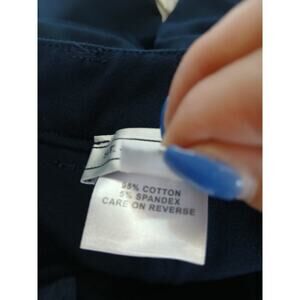 95% COTTON
5% SPANDEX
CARE ON REVERSE